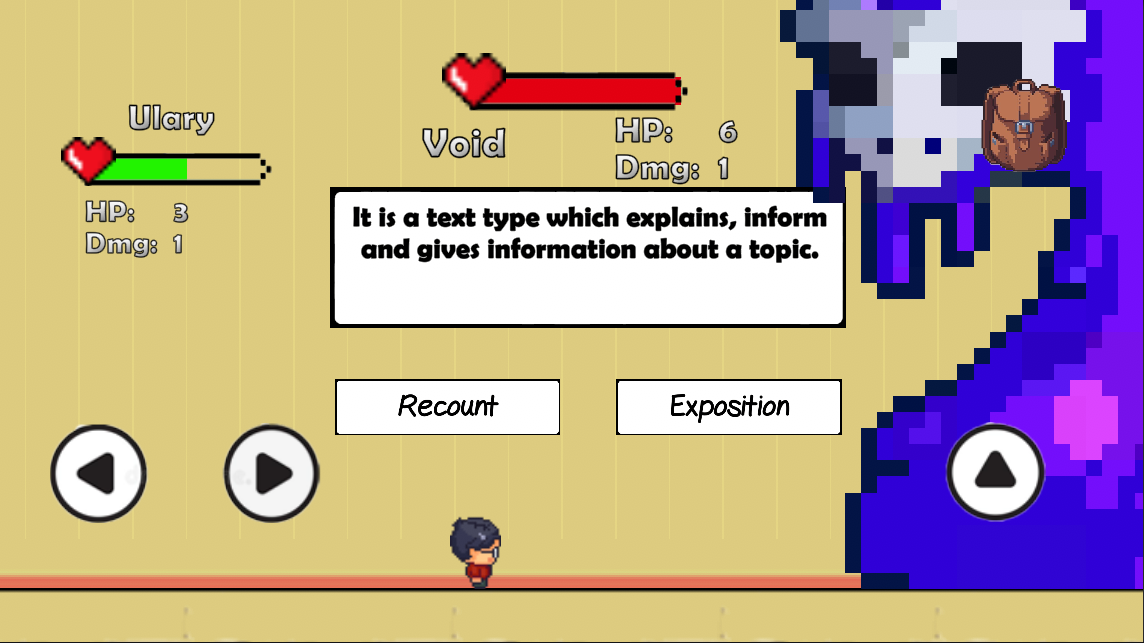 Ulary
HP: 3
Dmg: 1
Void
HP: 6
Dmg: 1
It is a text type which explains, inform
and gives information about a topic.
Recount
Exposition